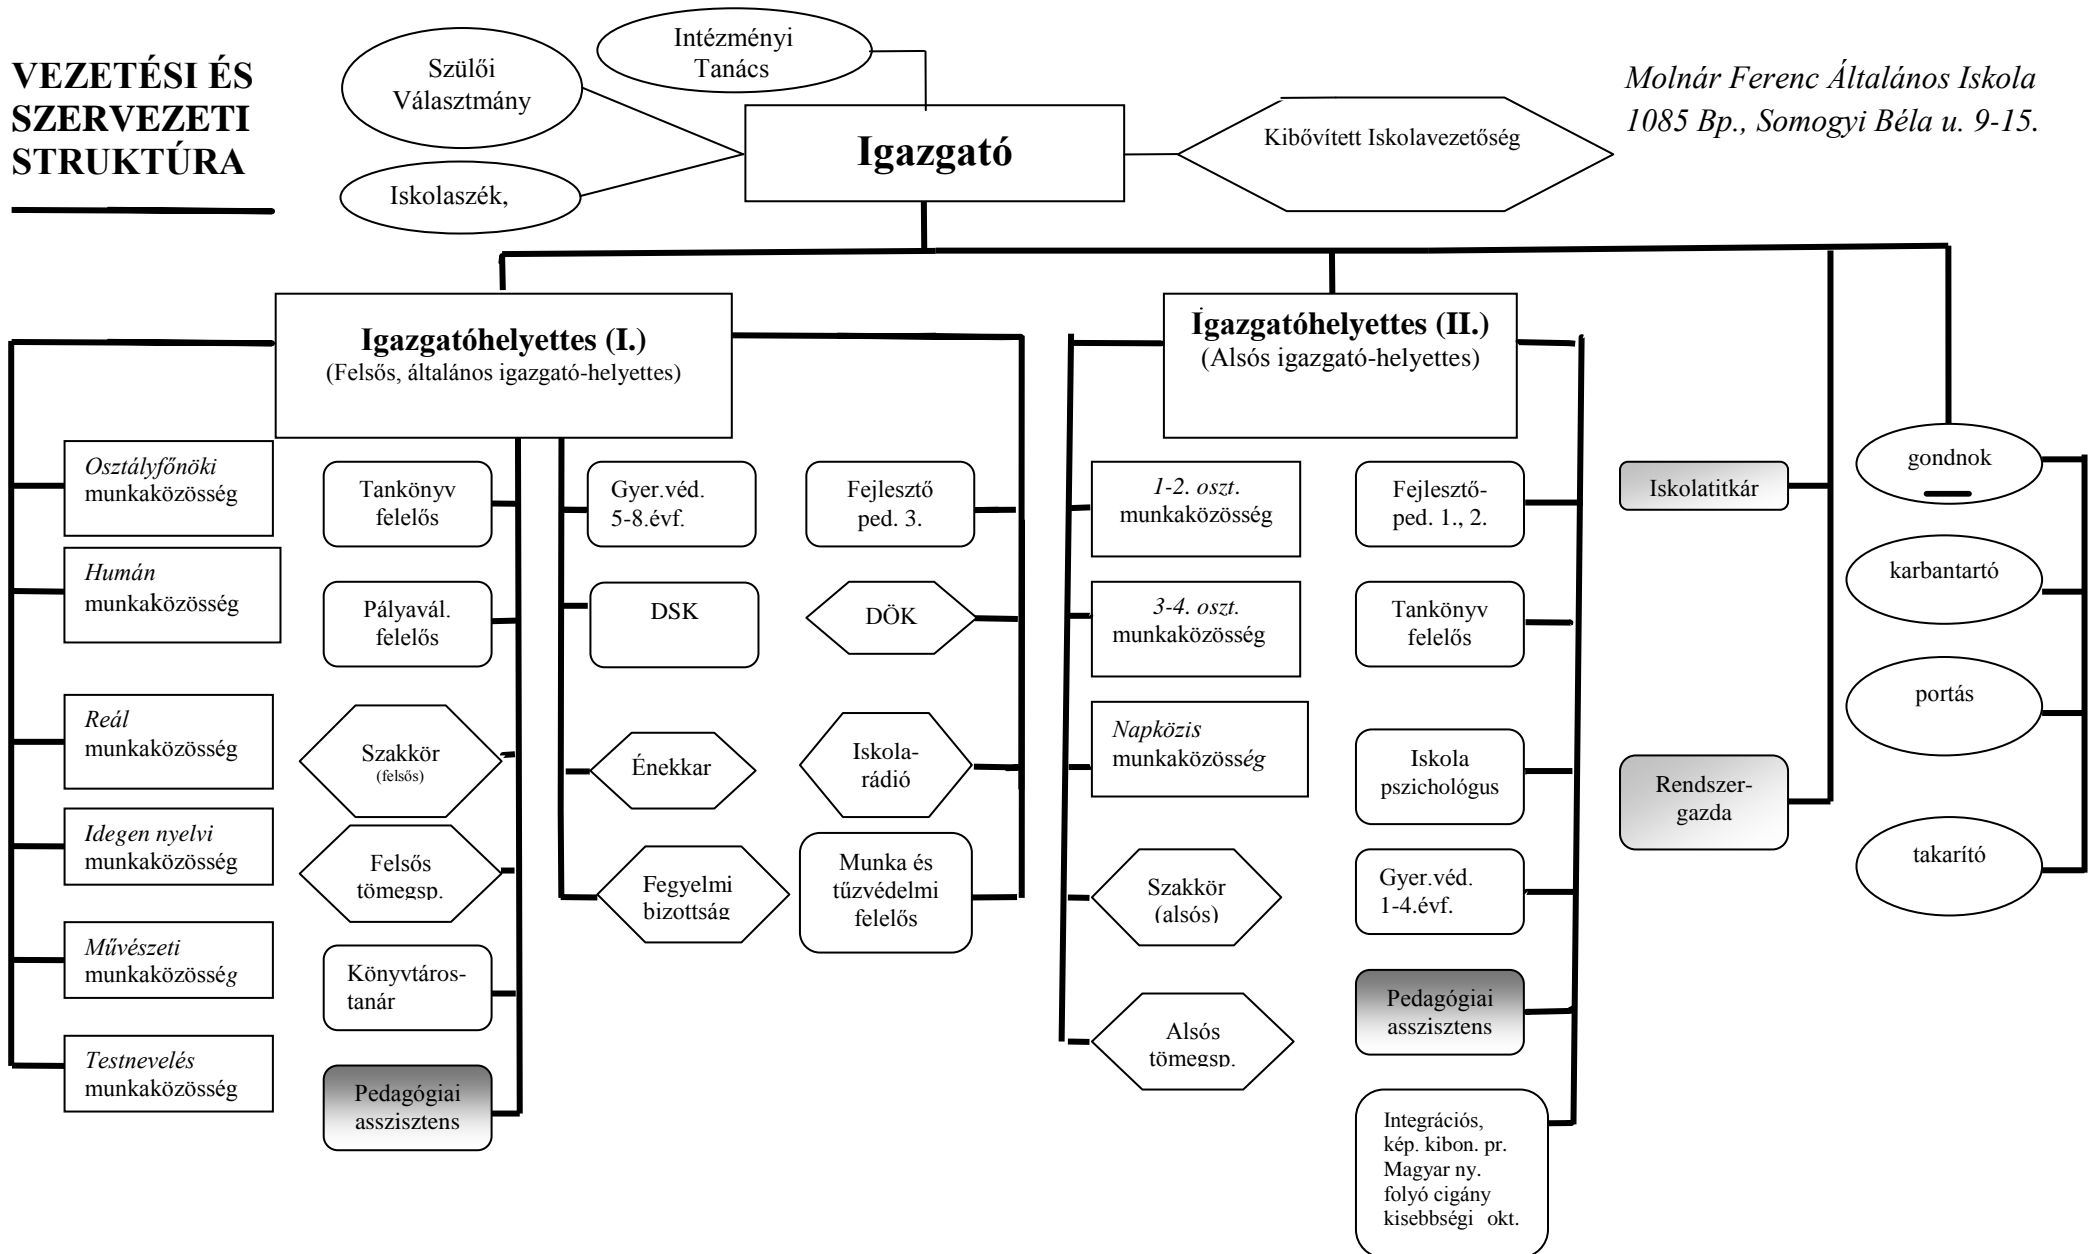 VEZETÉSI ÉS
SZERVEZETI
STRUKTÚRA
Szülői
Választmány
Intézményi
Tanács
Iskolaszék,
Igazgató
Kibővített Iskolavezetőség
Molnár Ferenc Általános Iskola
1085 Bp., Somogyi Béla u. 9-15.
Igazgatóhelyettes (I.)
(Felsős, általános igazgató-helyettes)
Igazgatóhelyettes (II.)
(Alsós igazgató-helyettes)
Osztályfőnöki
munkaközösség
Humán
munkaközösség
Reál
munkaközösség
Idegen nyelvi
munkaközösség
Művészeti
munkaközösség
Testnevelés
munkaközösség
Tankönyv
felelős
Pályavál.
felelős
Szakkör
(felsős)
Felsős
tömegsp.
Könyvtáros-
tanár
Pedagógiai
asszisztens
Gyer.véd.
5-8.évf.
DSK
Énekkar
Fegyelmi
bizottság
Fejlesztő
ped. 3.
DÖK
Iskola-
rádió
Munka és
tűzvédelmi
felelős
1-2. oszt.
munkaközösség
3-4. oszt.
munkaközösség
Napközis
munkaközösség
Szakkör
(alsós)
Alsós
tömegsp.
Fejlesztő-
ped. 1., 2.
Tankönyv
felelős
Iskola
pszichológus
Gyer.véd.
1-4.évf.
Pedagógiai
asszisztens
Integrációs,
kép. kibon. pr.
Magyar ny.
folyó cigány
kisebbségi okt.
Iskolatitkár
Rendszer-
gazda
gondnok
karbantartó
portás
takarító